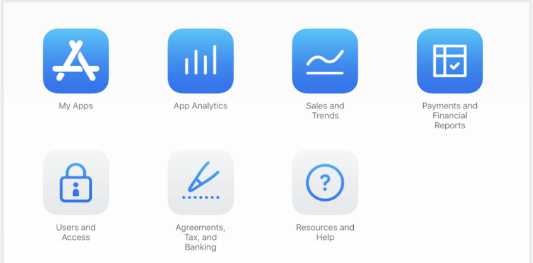 My Apps
App Analytics
Sales and
Trends
Payments and
Financial
Reports
Users and
Access
Agreements,
Tax, and
Banking
Resources and
Help